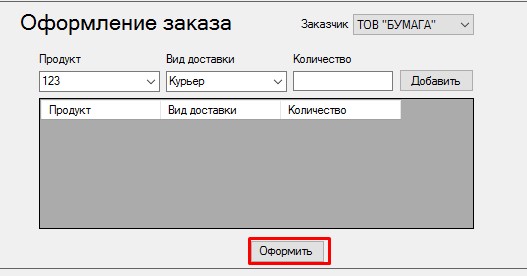 Оформление заказа
Заказчик ТОВ "БУМАГА"
Продукт Вид доставки Количество
123 Курьер Добавить
Продукт Вид доставки Количество
Оформить